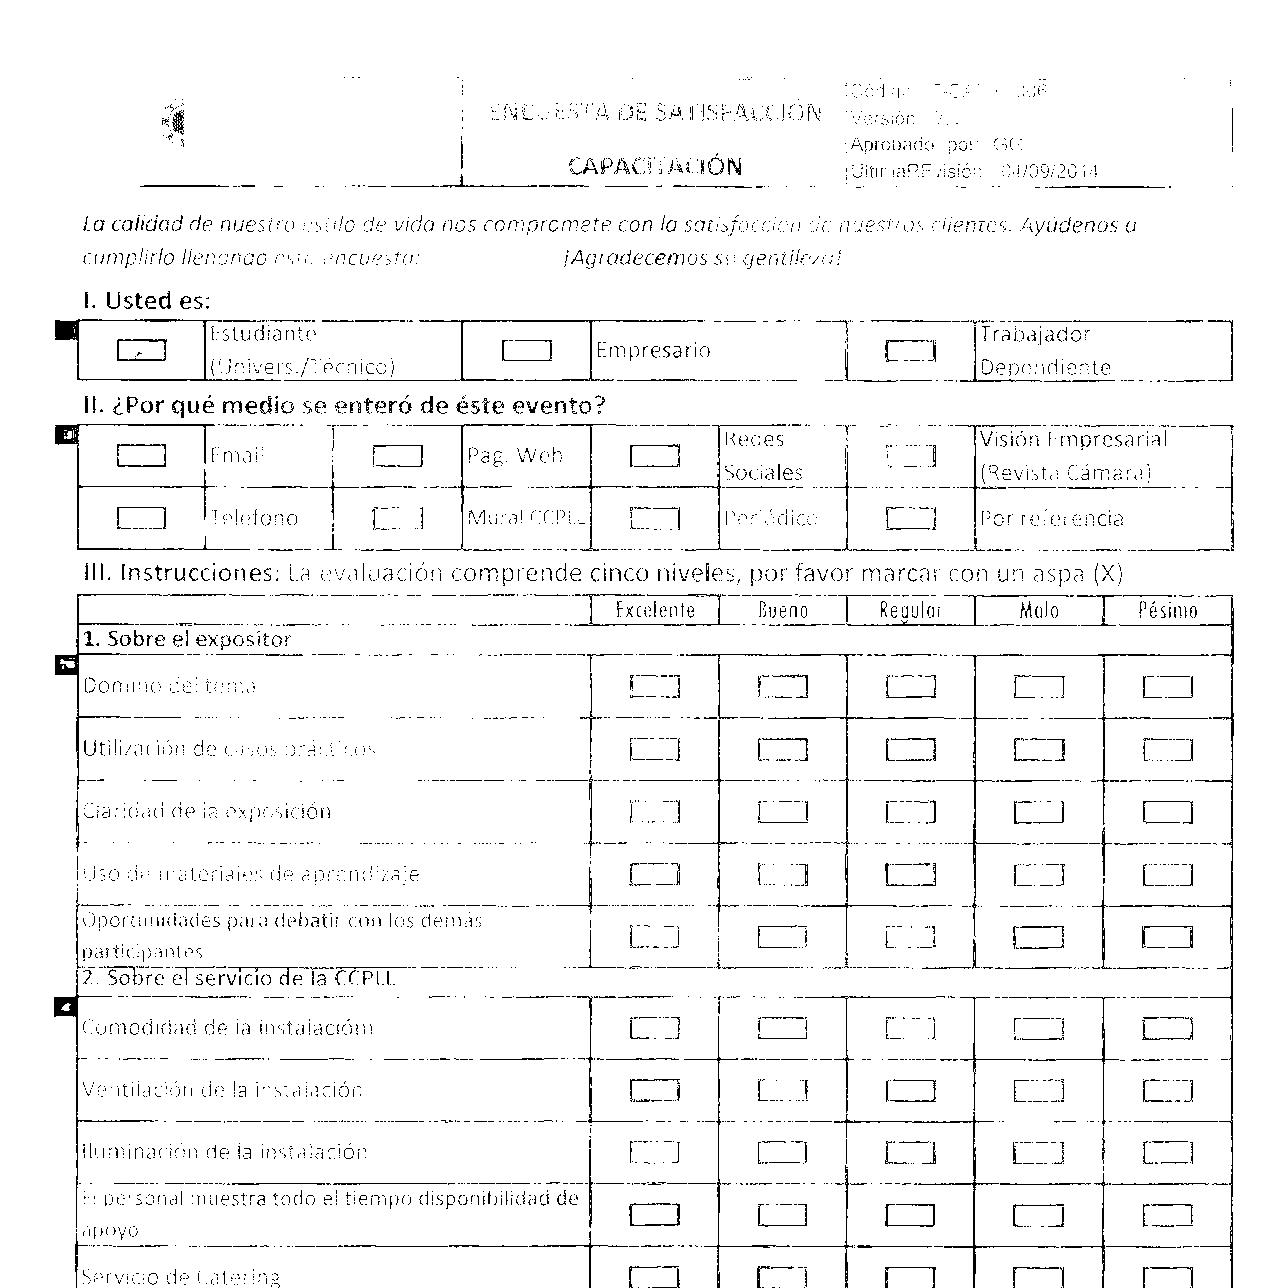 ENCUESTA DE SATISFACCIÓN
CAPACITACIÓN
Versión
Aprobado por: GG
04/09/2014
La calidad de nuestro estilo de vida nos compromete con la satisfacción de nuestros clientes. Ayúdenos a
cumplirlo llenando esta encuesta: ¡Agradecemos su gentileza!
I. Usted es:
Estudiante
(Univers./Técnico)
Empresario
Trabajador
Dependiente
II. ¿Por qué medio se enteró de éste evento?
Email
Pag. Web
Redes
Sociales
Visión Empresarial
(Revista Cámara)
Teléfono
Mural CCPLL
Periódico
Por referencia
III. Instrucciones: La evaluación comprende cinco niveles, por favor marcar con un aspa (X)
Excelente Bueno Regular Malo Pésimo
1. Sobre el expositor
Dominio del tema
Utilización de casos prácticos
Claridad de la exposición
Uso de materiales de aprendizaje
Oportunidades para debatir con los demás
participantes
2. Sobre el servicio de la CCPLL
Comodidad de la instalación
Ventilación de la instalación
Iluminación de la instalación
El personal muestra todo el tiempo disponibilidad de
apoyo
Servicio de Catering